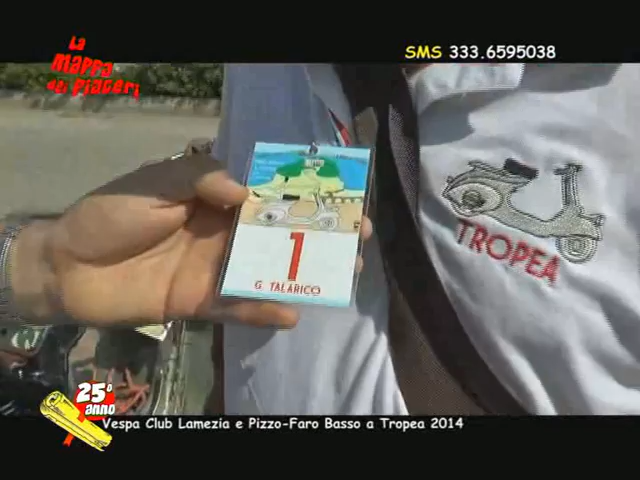 La
Mappa
dei Piaceri
SMS 333.6595038
1
G. TALARICO
TROPEA
25°
ANNO
Vespa Club Lamezia e Pizzo-Faro Basso a Tropea 2014